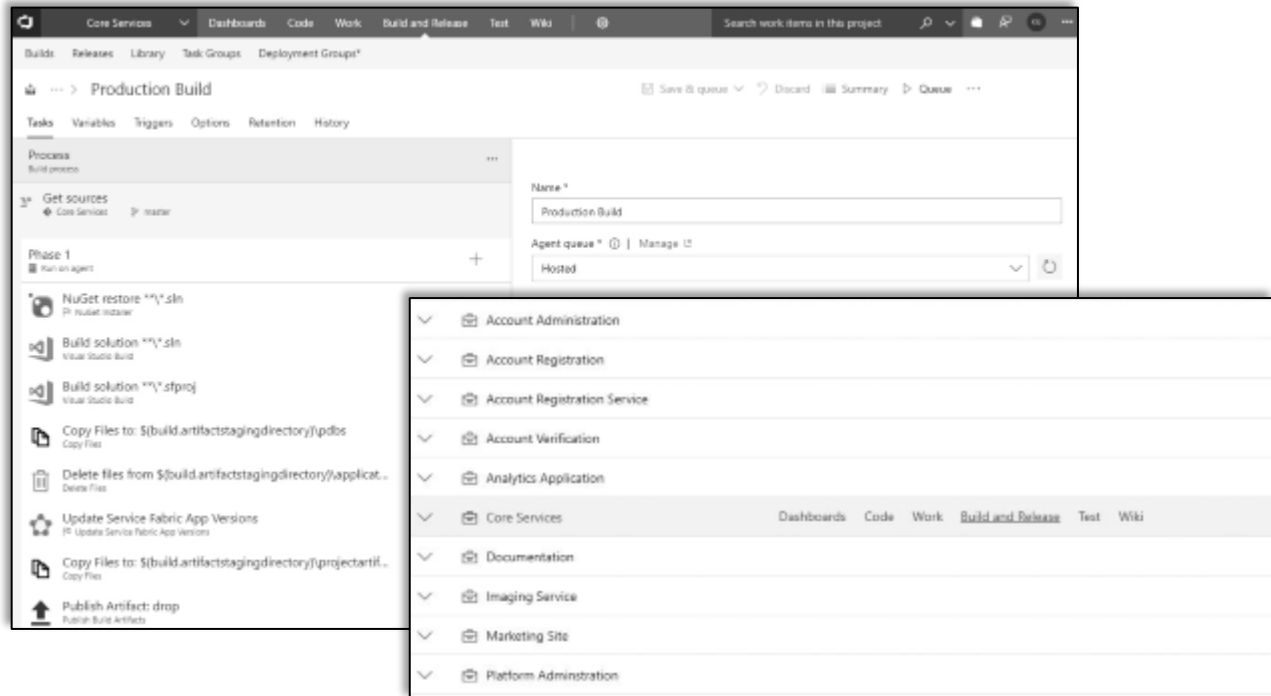 Core Services Dashboards Code Work Build and Release Test Wiki Search work items in this project
Builds Releases Library Task Groups Deployment Groups*
... > Production Build Save & queue Discard Summary Queue ...
Tasks Variables Triggers Options Retention History
Process
Build process
Get sources
Core Services master
Phase 1
Run on agent
NuGet restore **\*.sln
NuGet Installer
Build solution **\*.sln
Visual Studio Build
Build solution **\*.sfproj
Visual Studio Build
Copy Files to: $(build.artifactstagingdirectory)\pdbs
Copy Files
Delete files from $(build.artifactstagingdirectory)\applicat...
Delete Files
Update Service Fabric App Versions
Update Service Fabric App Versions
Copy Files to: $(build.artifactstagingdirectory)\projectartif...
Copy Files
Publish Artifact: drop
Publish Build Artifacts
Name *
Production Build
Agent queue * | Manage
Hosted
Account Administration
Account Registration
Account Registration Service
Account Verification
Analytics Application
Core Services Dashboards Code Work Build and Release Test Wiki
Documentation
Imaging Service
Marketing Site
Platform Adminstration